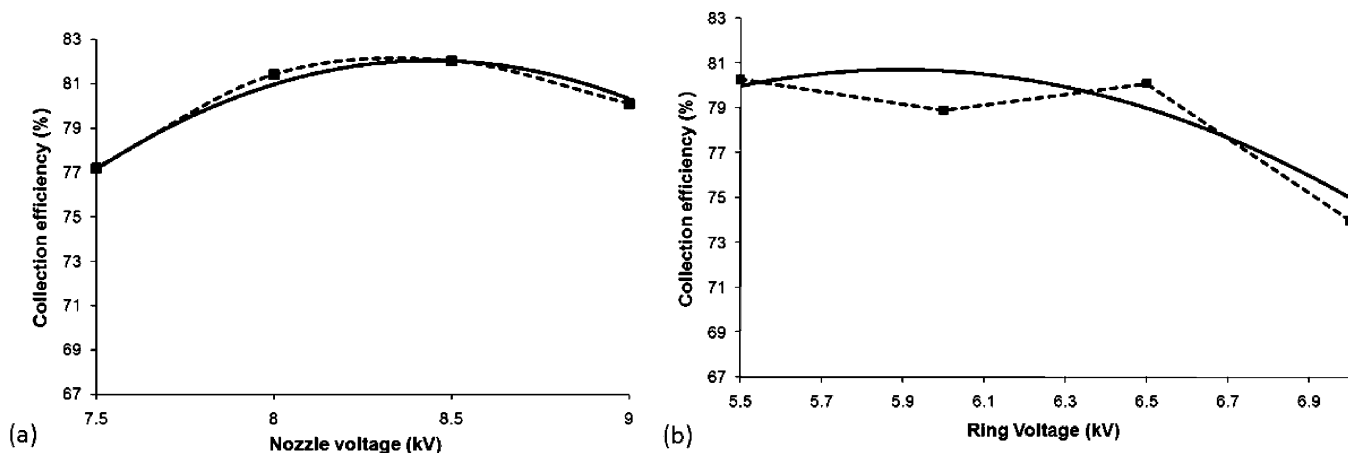 83
81
79
77
75
73
71
69
67
Collection efficiency (%)
7.5 8 8.5 9
Nozzle voltage (kV)
(a)
83
81
79
77
75
73
71
69
67
Collection efficiency (%)
5.5 5.7 5.9 6.1 6.3 6.5 6.7 6.9
Ring Voltage (kV)
(b)